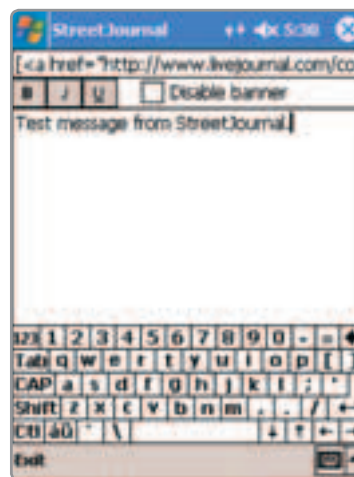 StreetJournal 5:30
[<a href="http://www.livejournal.com/co
B I U Disable banner
Test message from StreetJournal.
123 1 2 3 4 5 6 7 8 9 0 - =
Tab q w e r t y u i o p [ ]
CAP a s d f g h j k l ; '
Shift z x c v b n m , . /
Ctl áü ` \
Exit